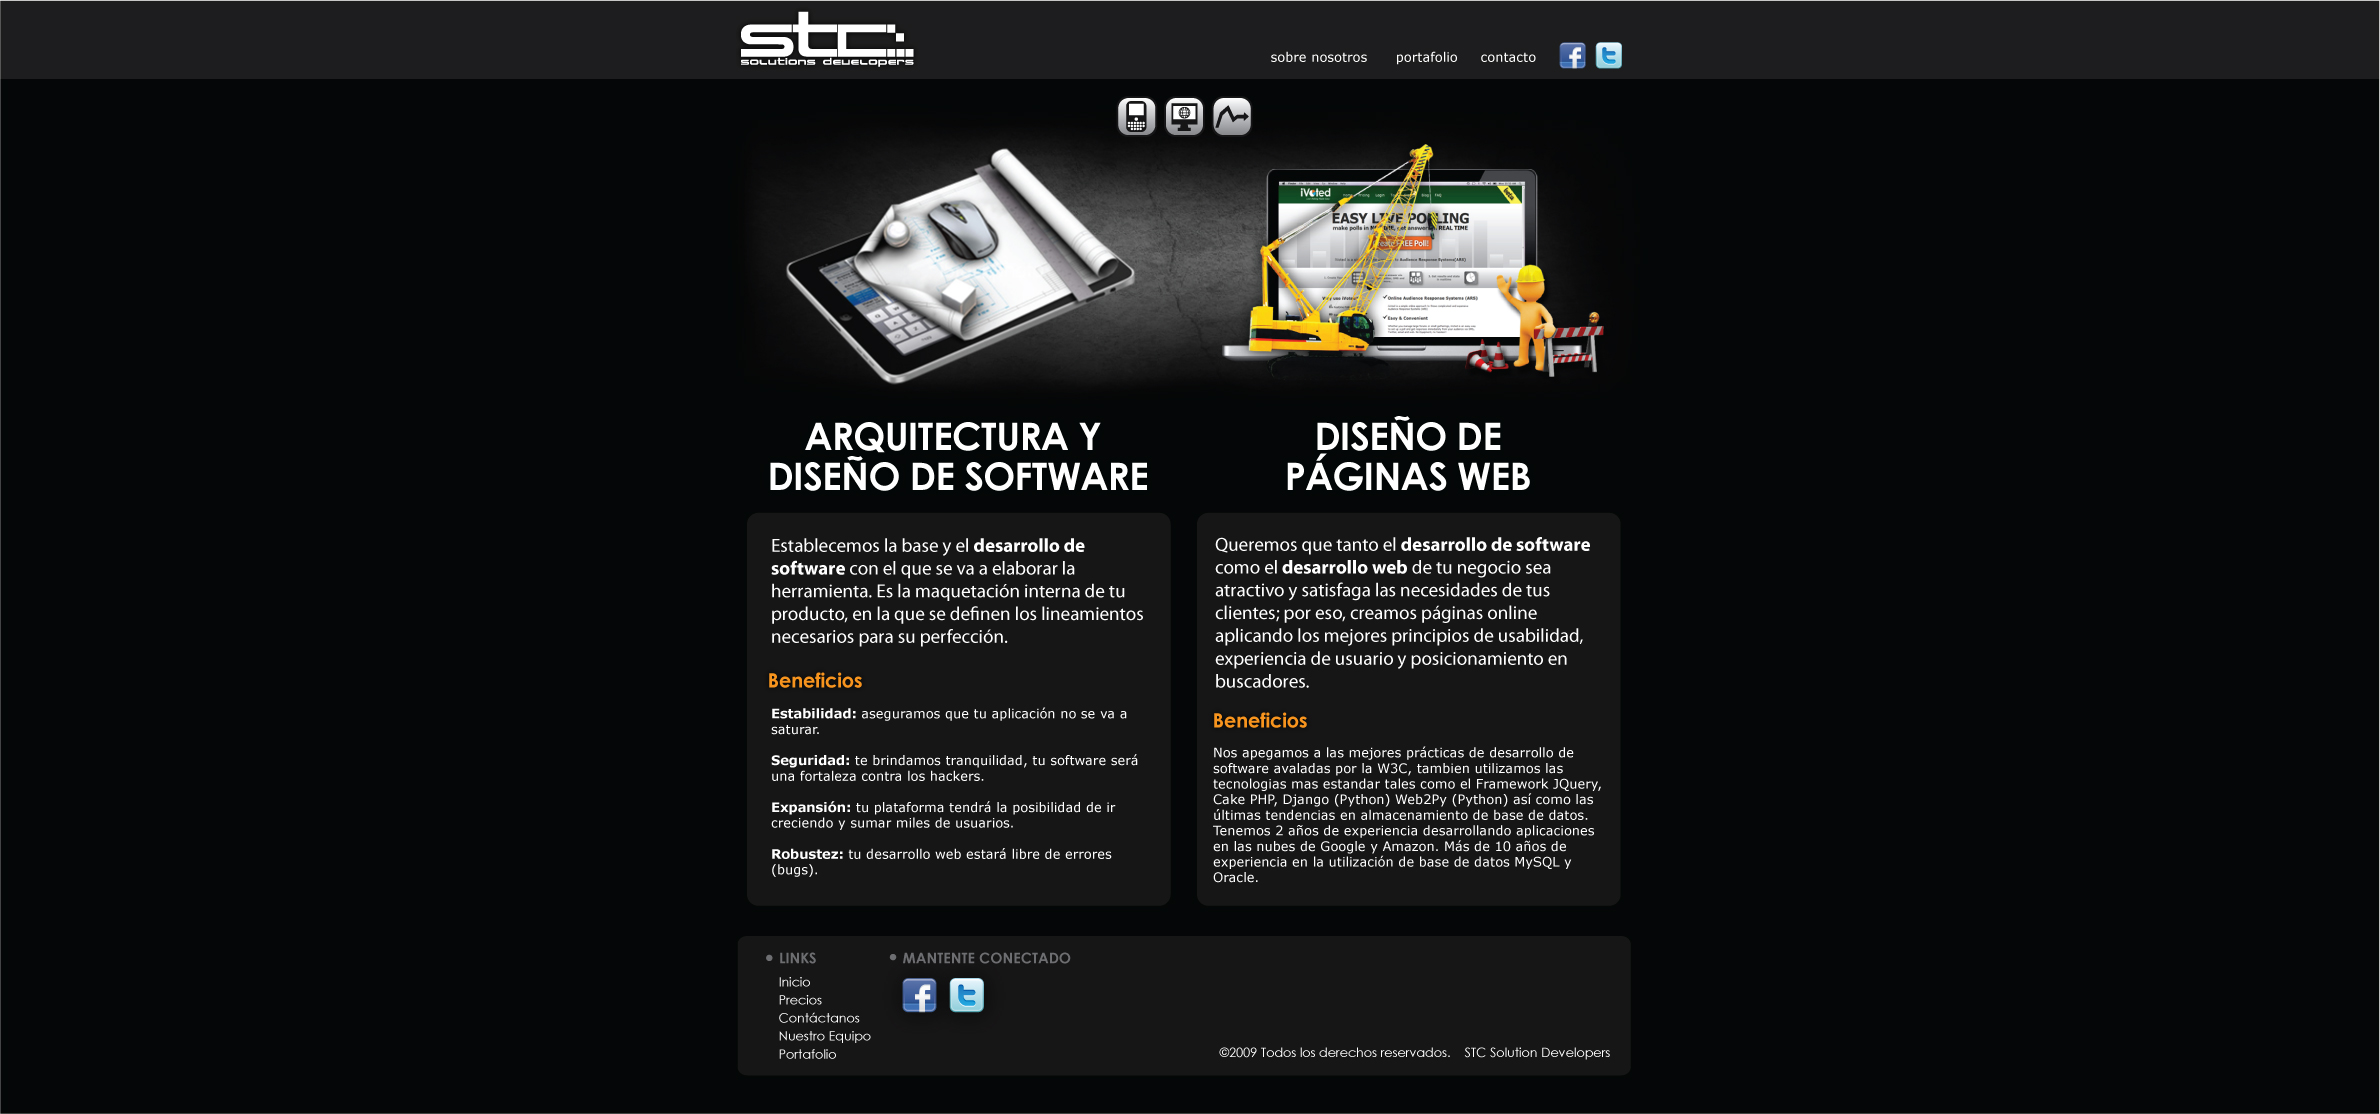 stc
solutions developers
sobre nosotros
portafolio
contacto
iVoted
EASY LIVE POLLING
REAL TIME
FREE Poll!
Online Audience Response Systems (ARS)
Easy & Convenient
ARQUITECTURA Y
DISEÑO DE SOFTWARE
Establecemos la base y el desarrollo de
software con el que se va a elaborar la
herramienta. Es la maquetación interna de tu
producto, en la que se definen los lineamientos
necesarios para su perfección.
Beneficios
Estabilidad: aseguramos que tu aplicación no se va a
saturar.
Seguridad: te brindamos tranquilidad, tu software será
una fortaleza contra los hackers.
Expansión: tu plataforma tendrá la posibilidad de ir
creciendo y sumar miles de usuarios.
Robustez: tu desarrollo web estará libre de errores
(bugs).
DISEÑO DE
PÁGINAS WEB
Queremos que tanto el desarrollo de software
como el desarrollo web de tu negocio sea
atractivo y satisfaga las necesidades de tus
clientes; por eso, creamos páginas online
aplicando los mejores principios de usabilidad,
experiencia de usuario y posicionamiento en
buscadores.
Beneficios
Nos apegamos a las mejores prácticas de desarrollo de
software avaladas por la W3C, tambien utilizamos las
tecnologias mas estandar tales como el Framework JQuery,
Cake PHP, Django (Python) Web2Py (Python) así como las
últimas tendencias en almacenamiento de base de datos.
Tenemos 2 años de experiencia desarrollando aplicaciones
en las nubes de Google y Amazon. Más de 10 años de
experiencia en la utilización de base de datos MySQL y
Oracle.
• LINKS
Inicio
Precios
Contáctanos
Nuestro Equipo
Portafolio
• MANTENTE CONECTADO
©2009 Todos los derechos reservados. STC Solution Developers